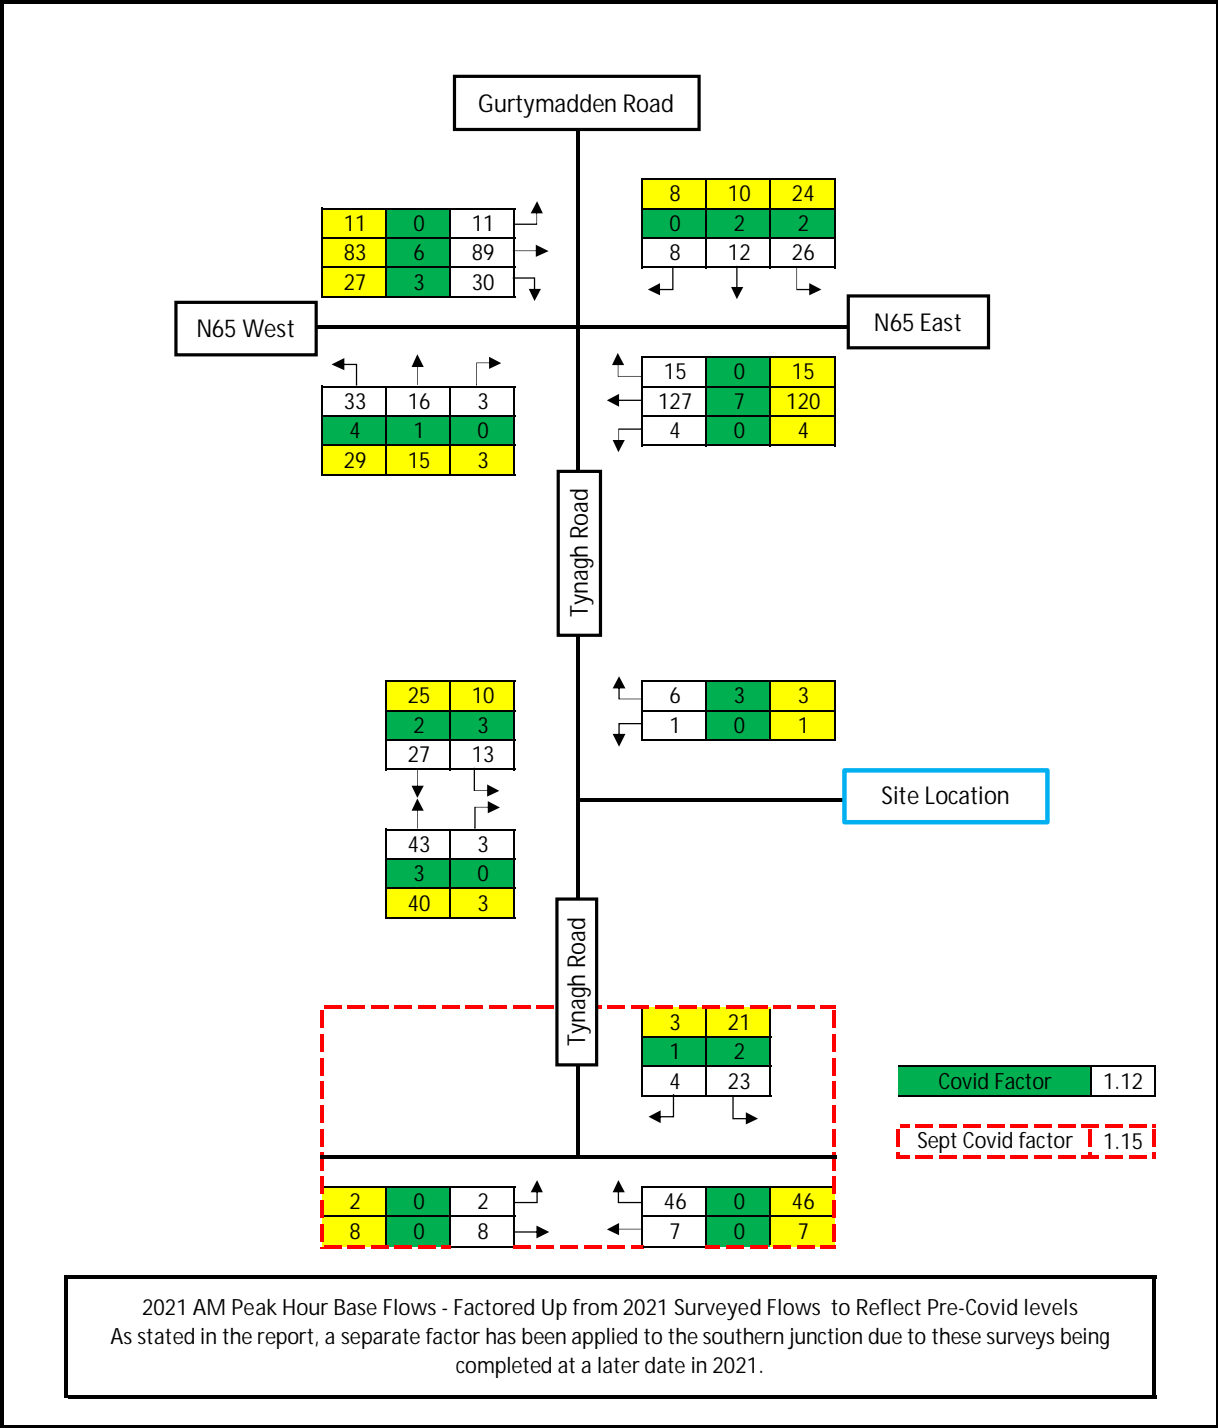 Gurtymadden Road
8 10 24
0 2 2
8 12 26
11 0 11
83 6 89
27 3 30
N65 West
N65 East
33 16 3
4 1 0
29 15 3
15 0 15
127 7 120
4 0 4
Tynagh Road
25 10
2 3
27 13
6 3 3
1 0 1
Site Location
43 3
3 0
40 3
Tynagh Road
3 21
1 2
4 23
Covid Factor 1.12
Sept Covid factor 1.15
2 0 2
8 0 8
46 0 46
7 0 7
2021 AM Peak Hour Base Flows - Factored Up from 2021 Surveyed Flows to Reflect Pre-Covid levels
As stated in the report, a separate factor has been applied to the southern junction due to these surveys being
completed at a later date in 2021.